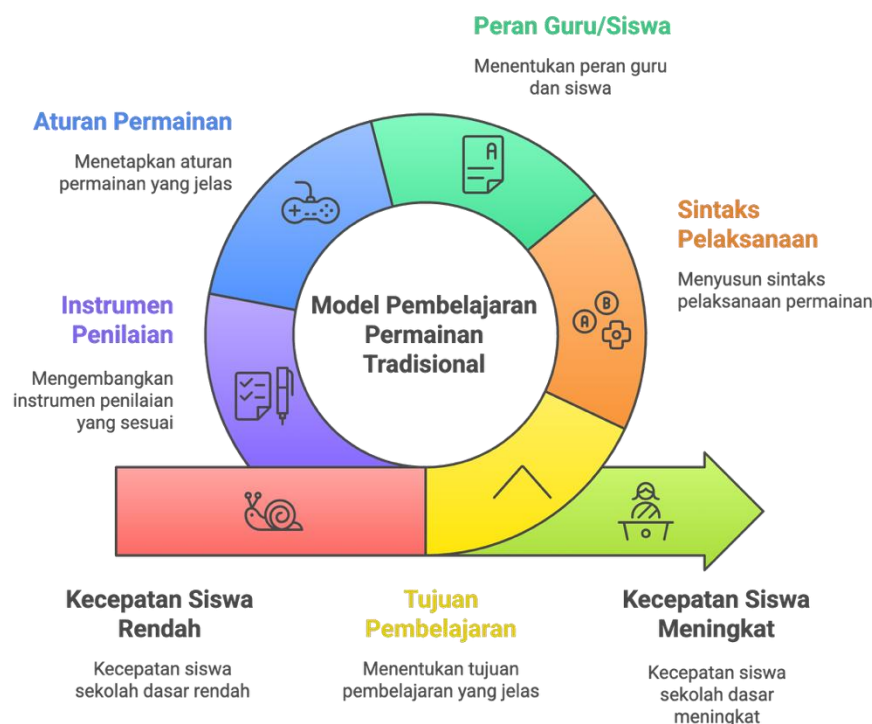 Peran Guru/Siswa
Menentukan peran guru
dan siswa
Aturan Permainan
Menetapkan aturan
permainan yang jelas
Sintaks
Pelaksanaan
Menyusun sintaks
pelaksanaan permainan
Instrumen
Penilaian
Mengembangkan
instrumen penilaian
yang sesuai
Model Pembelajaran
Permainan
Tradisional
A
A
B
Kecepatan Siswa
Rendah
Kecepatan siswa
sekolah dasar rendah
Tujuan
Pembelajaran
Menentukan tujuan
pembelajaran yang jelas
Kecepatan Siswa
Meningkat
Kecepatan siswa
sekolah dasar
meningkat